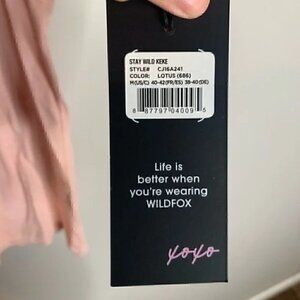 STAY WILD KEKE
STYLE# CJ16A241
COLOR: LOTUS (686)
M(US/C) 40-42(FR/ES) 38-40(DE)
8 87797 04009 5
Life is
better when
you're wearing
WILDFOX
xoxo